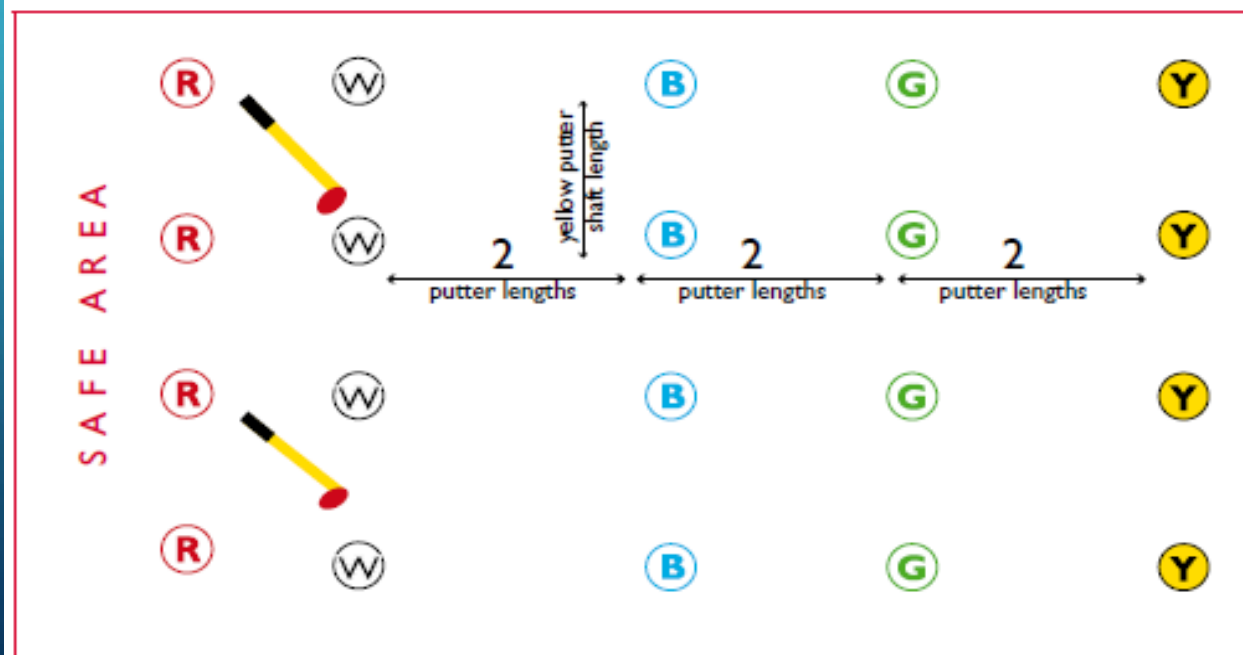 R W B G Y
yellow putter
shaft length
SAFE AREA
R W B G Y
2 2 2
putter lengths putter lengths putter lengths
R W B G Y
R W B G Y